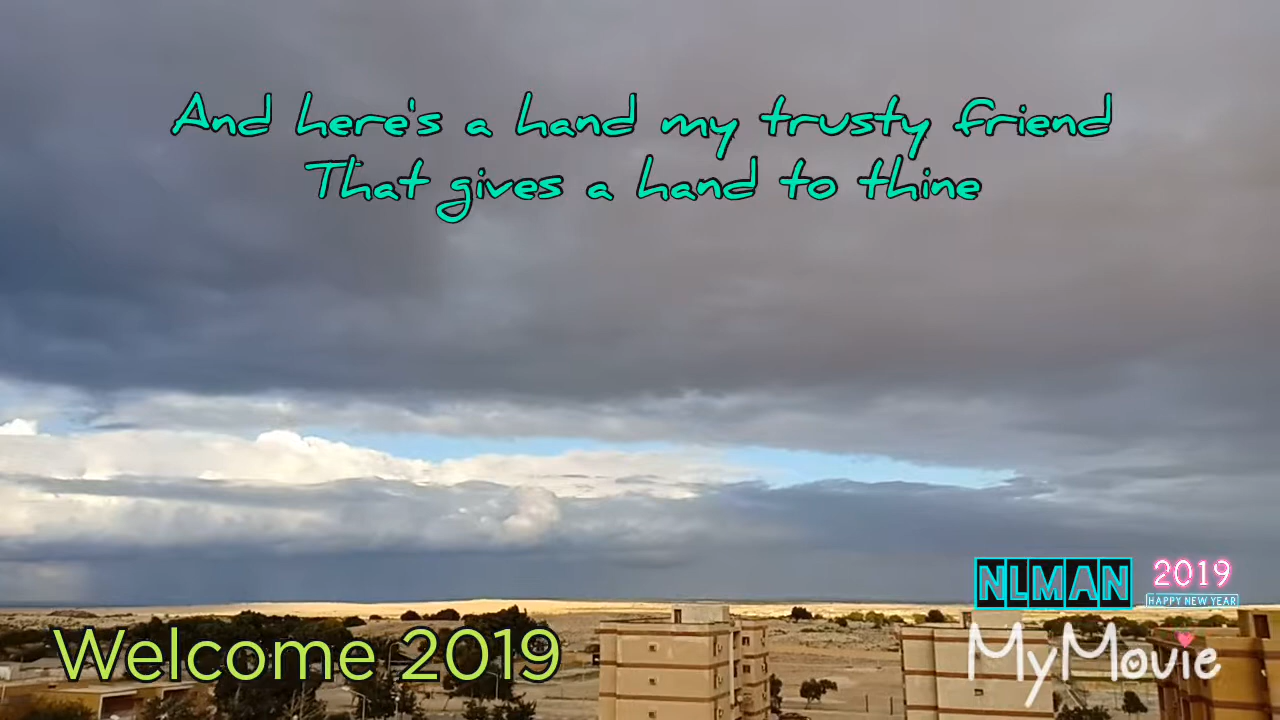 And here's a hand my trusty friend
That gives a hand to thine
NLMAN
2019
HAPPY NEW YEAR
Welcome 2019
MyMovie